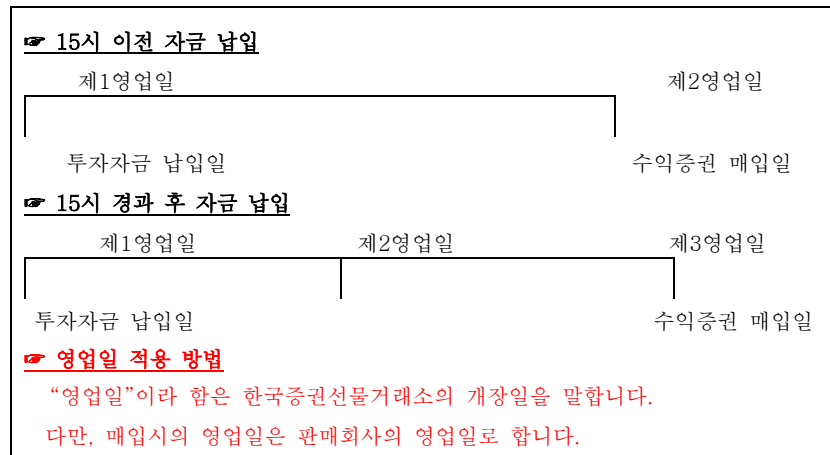 ☞ 15시 이전 자금 납입
제1영업일 제2영업일
투자자금 납입일 수익증권 매입일
☞ 15시 경과 후 자금 납입
제1영업일 제2영업일 제3영업일
투자자금 납입일 수익증권 매입일
☞ 영업일 적용 방법
“영업일”이라 함은 한국증권선물거래소의 개장일을 말합니다.
다만, 매입시의 영업일은 판매회사의 영업일로 합니다.